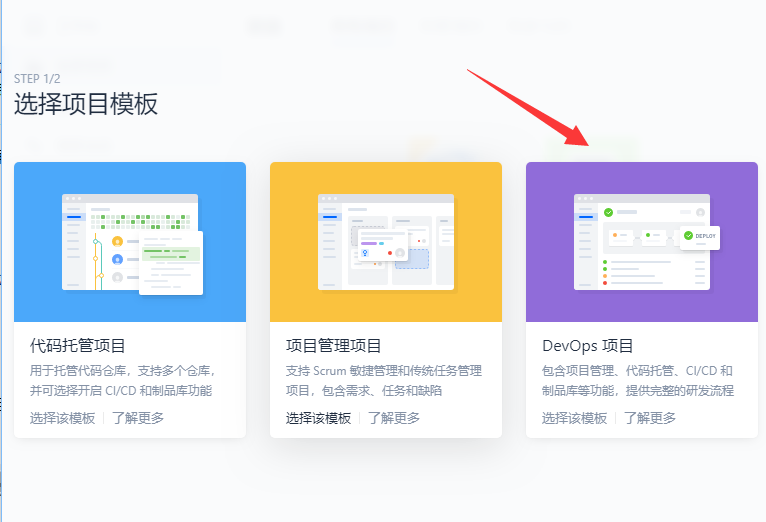 STEP 1/2
选择项目模板
DEPLOY
代码托管项目
用于托管代码仓库，支持多个仓库，
并可选择开启 CI/CD 和制品库功能
选择该模板 | 了解更多
项目管理项目
支持 Scrum 敏捷管理和传统任务管理
项目，包含需求、任务和缺陷
选择该模板 | 了解更多
DevOps 项目
包含项目管理、代码托管、CI/CD 和
制品库等功能，提供完整的研发流程
选择该模板 | 了解更多